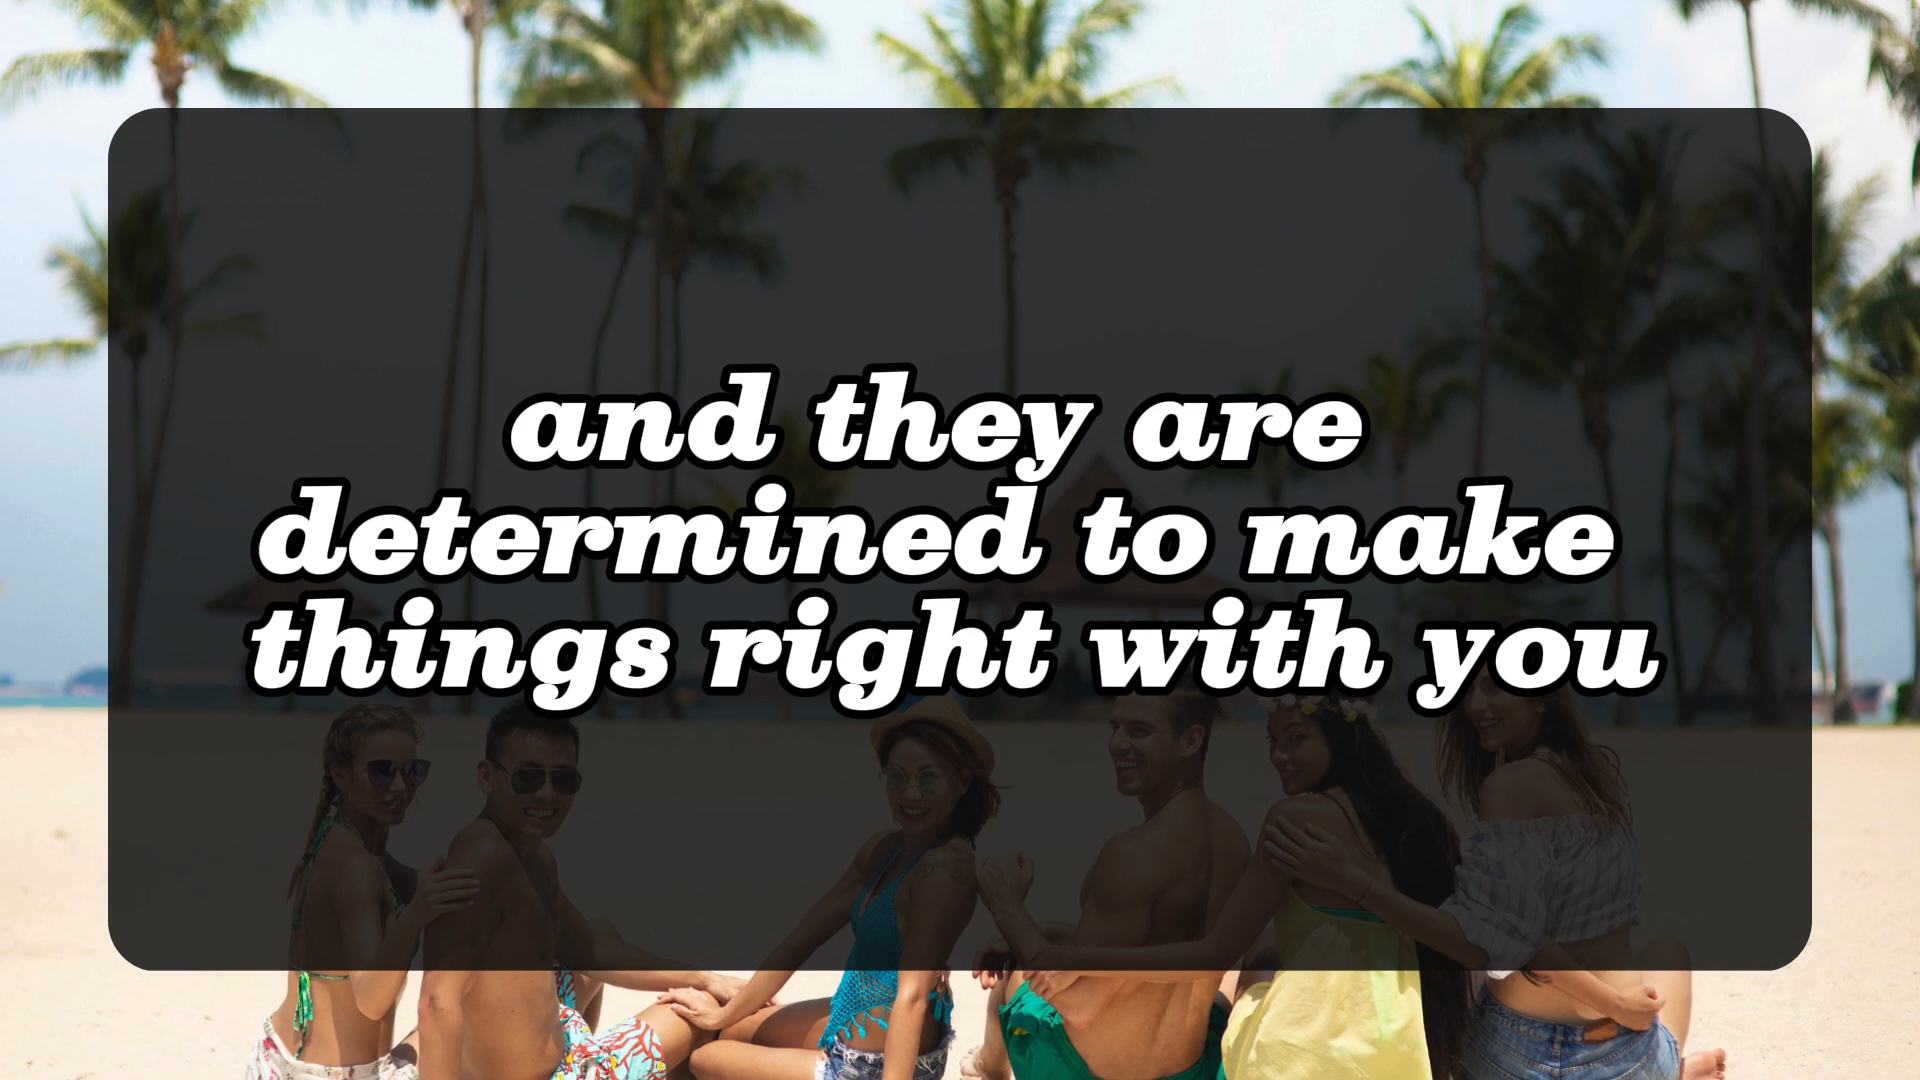 and they are
determined to make
things right with you